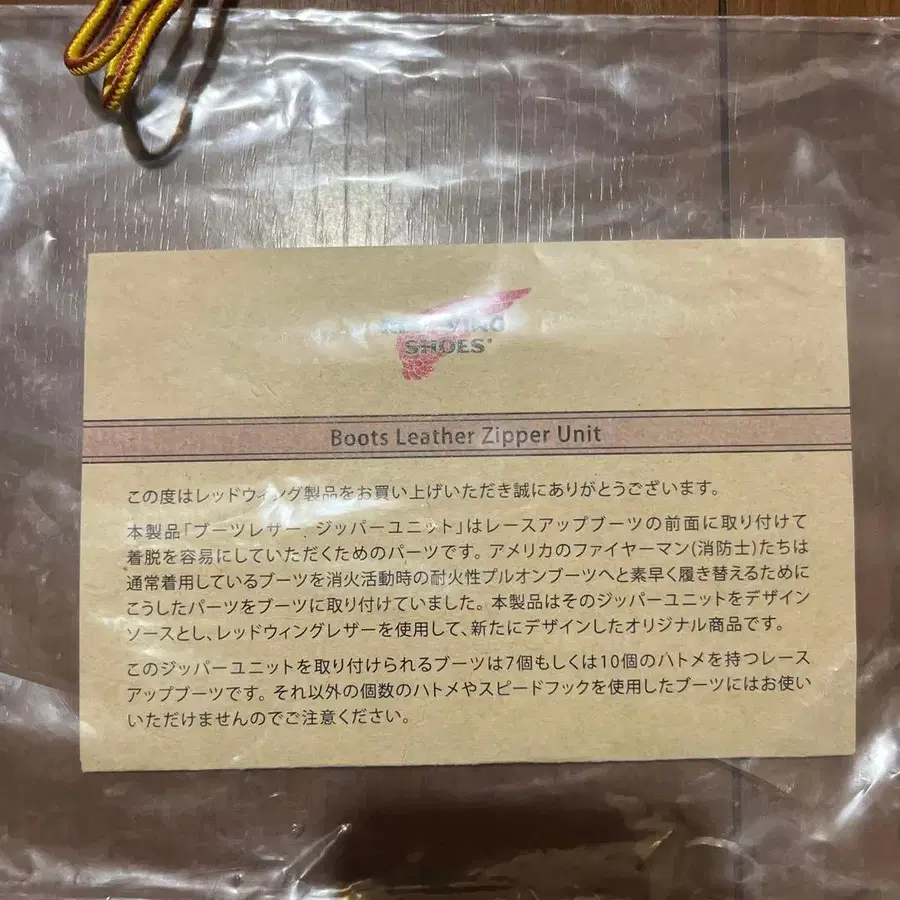 SHOES
Boots Leather Zipper Unit
この度はレッドウィング製品をお買い上げいただき誠にありがとうございます。
本製品「ブーツレザー ジッパーユニット」はレースアップブーツの前面に取り付けて
着脱を容易にしていただくためのパーツです。アメリカのファイヤーマン(消防士)たちは
通常着用しているブーツを消火活動時の耐火性プルオンブーツへと素早く履き替えるために
こうしたパーツをブーツに取り付けていました。本製品はそのジッパーユニットをデザイン
ソースとし、レッドウィングレザーを使用して、新たにデザインしたオリジナル商品です。
このジッパーユニットを取り付けられるブーツは7個もしくは10個のハトメを持つレース
アップブーツです。それ以外の個数のハトメやスピードフックを使用したブーツにはお使い
いただけませんのでご注意ください。